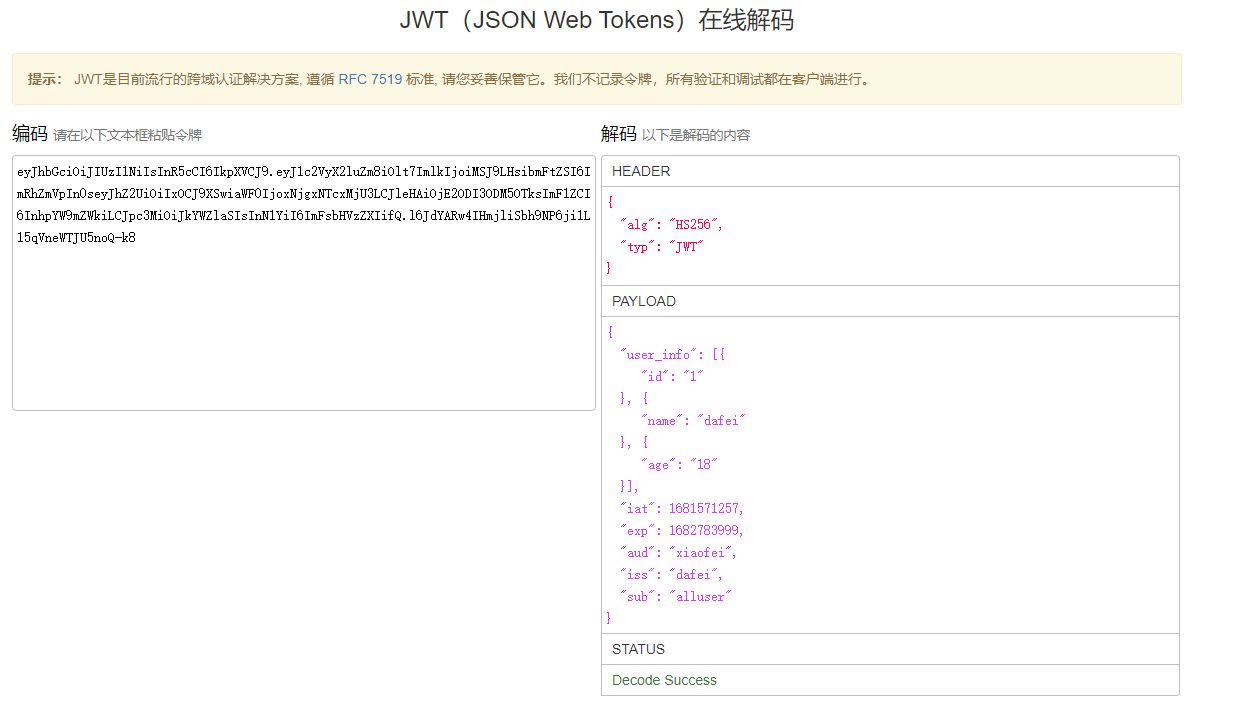 JWT（JSON Web Tokens）在线解码
提示： JWT是目前流行的跨域认证解决方案, 遵循 RFC 7519 标准, 请您妥善保管它。我们不记录令牌，所有验证和调试都在客户端进行。
编码 请在以下文本框粘贴令牌
eyJhbGciOiJIUzI1NiIsInR5cCI6IkpXVCJ9.eyJ1c2VyX2luZm8iOlt7ImlkIjoiMSJ9LHsibmFtZSI6I
mRhZmVpIn0seyJhZ2UiOiIxOCJ9XSwiaWF0IjoxNjgxNTcxMjU3LCJleHAiOjE2ODI3ODM5OTksImF1ZCI
6InhpYW9mZWkiLCJpc3MiOiJkYWZlaSIsInN1YiI6ImFsbHVzZXIifQ.l6JdYARw4IHmjliSbh9NP6ji1L
l5qVneWTJU5noQ-k8
解码 以下是解码的内容
HEADER
{
"alg": "HS256",
"typ": "JWT"
}
PAYLOAD
{
"user_info": [{
"id": "1"
}, {
"name": "dafei"
}, {
"age": "18"
}],
"iat": 1681571257,
"exp": 1682783999,
"aud": "xiaofei",
"iss": "dafei",
"sub": "alluser"
}
STATUS
Decode Success